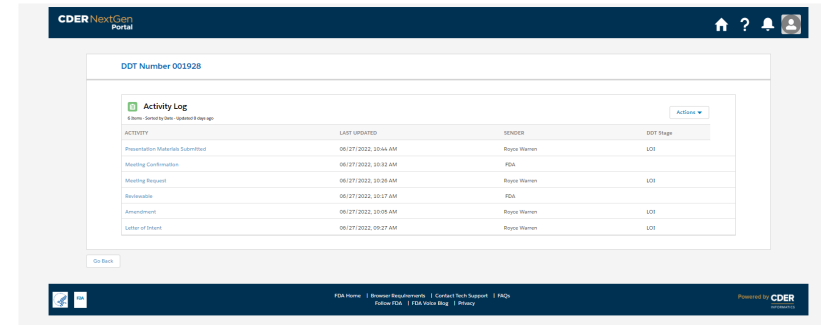 CDER NextGen
Portal
DDT Number 001928
Activity Log
Actions
6 Items - Sorted by Date - Updated 0 days ago
ACTIVITY LAST UPDATED SENDER DDT Stage
Presentation Materials Submitted 06/27/2022, 10:44 AM Royce Warren LOI
Meeting Confirmation 06/27/2022, 10:32 AM FDA
Meeting Request 06/27/2022, 10:26 AM Royce Warren LOI
Reviewable 06/27/2022, 10:17 AM FDA
Amendment 06/27/2022, 10:05 AM Royce Warren LOI
Letter of Intent 06/27/2022, 09:27 AM Royce Warren LOI
Go Back
FDA
FDA Home | Browser Requirements | Contact Tech Support | FAQs
Follow FDA | FDA Voice Blog | Privacy
Powered by CDER
INFORMATICS